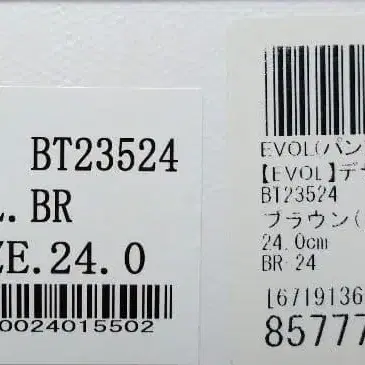 BT23524
. BR
ZE.24.0
0024015502
EVOL(パン
【EVOL】デ
BT23524
ブラウン(
24.0cm
BR-24
[6719136
85777